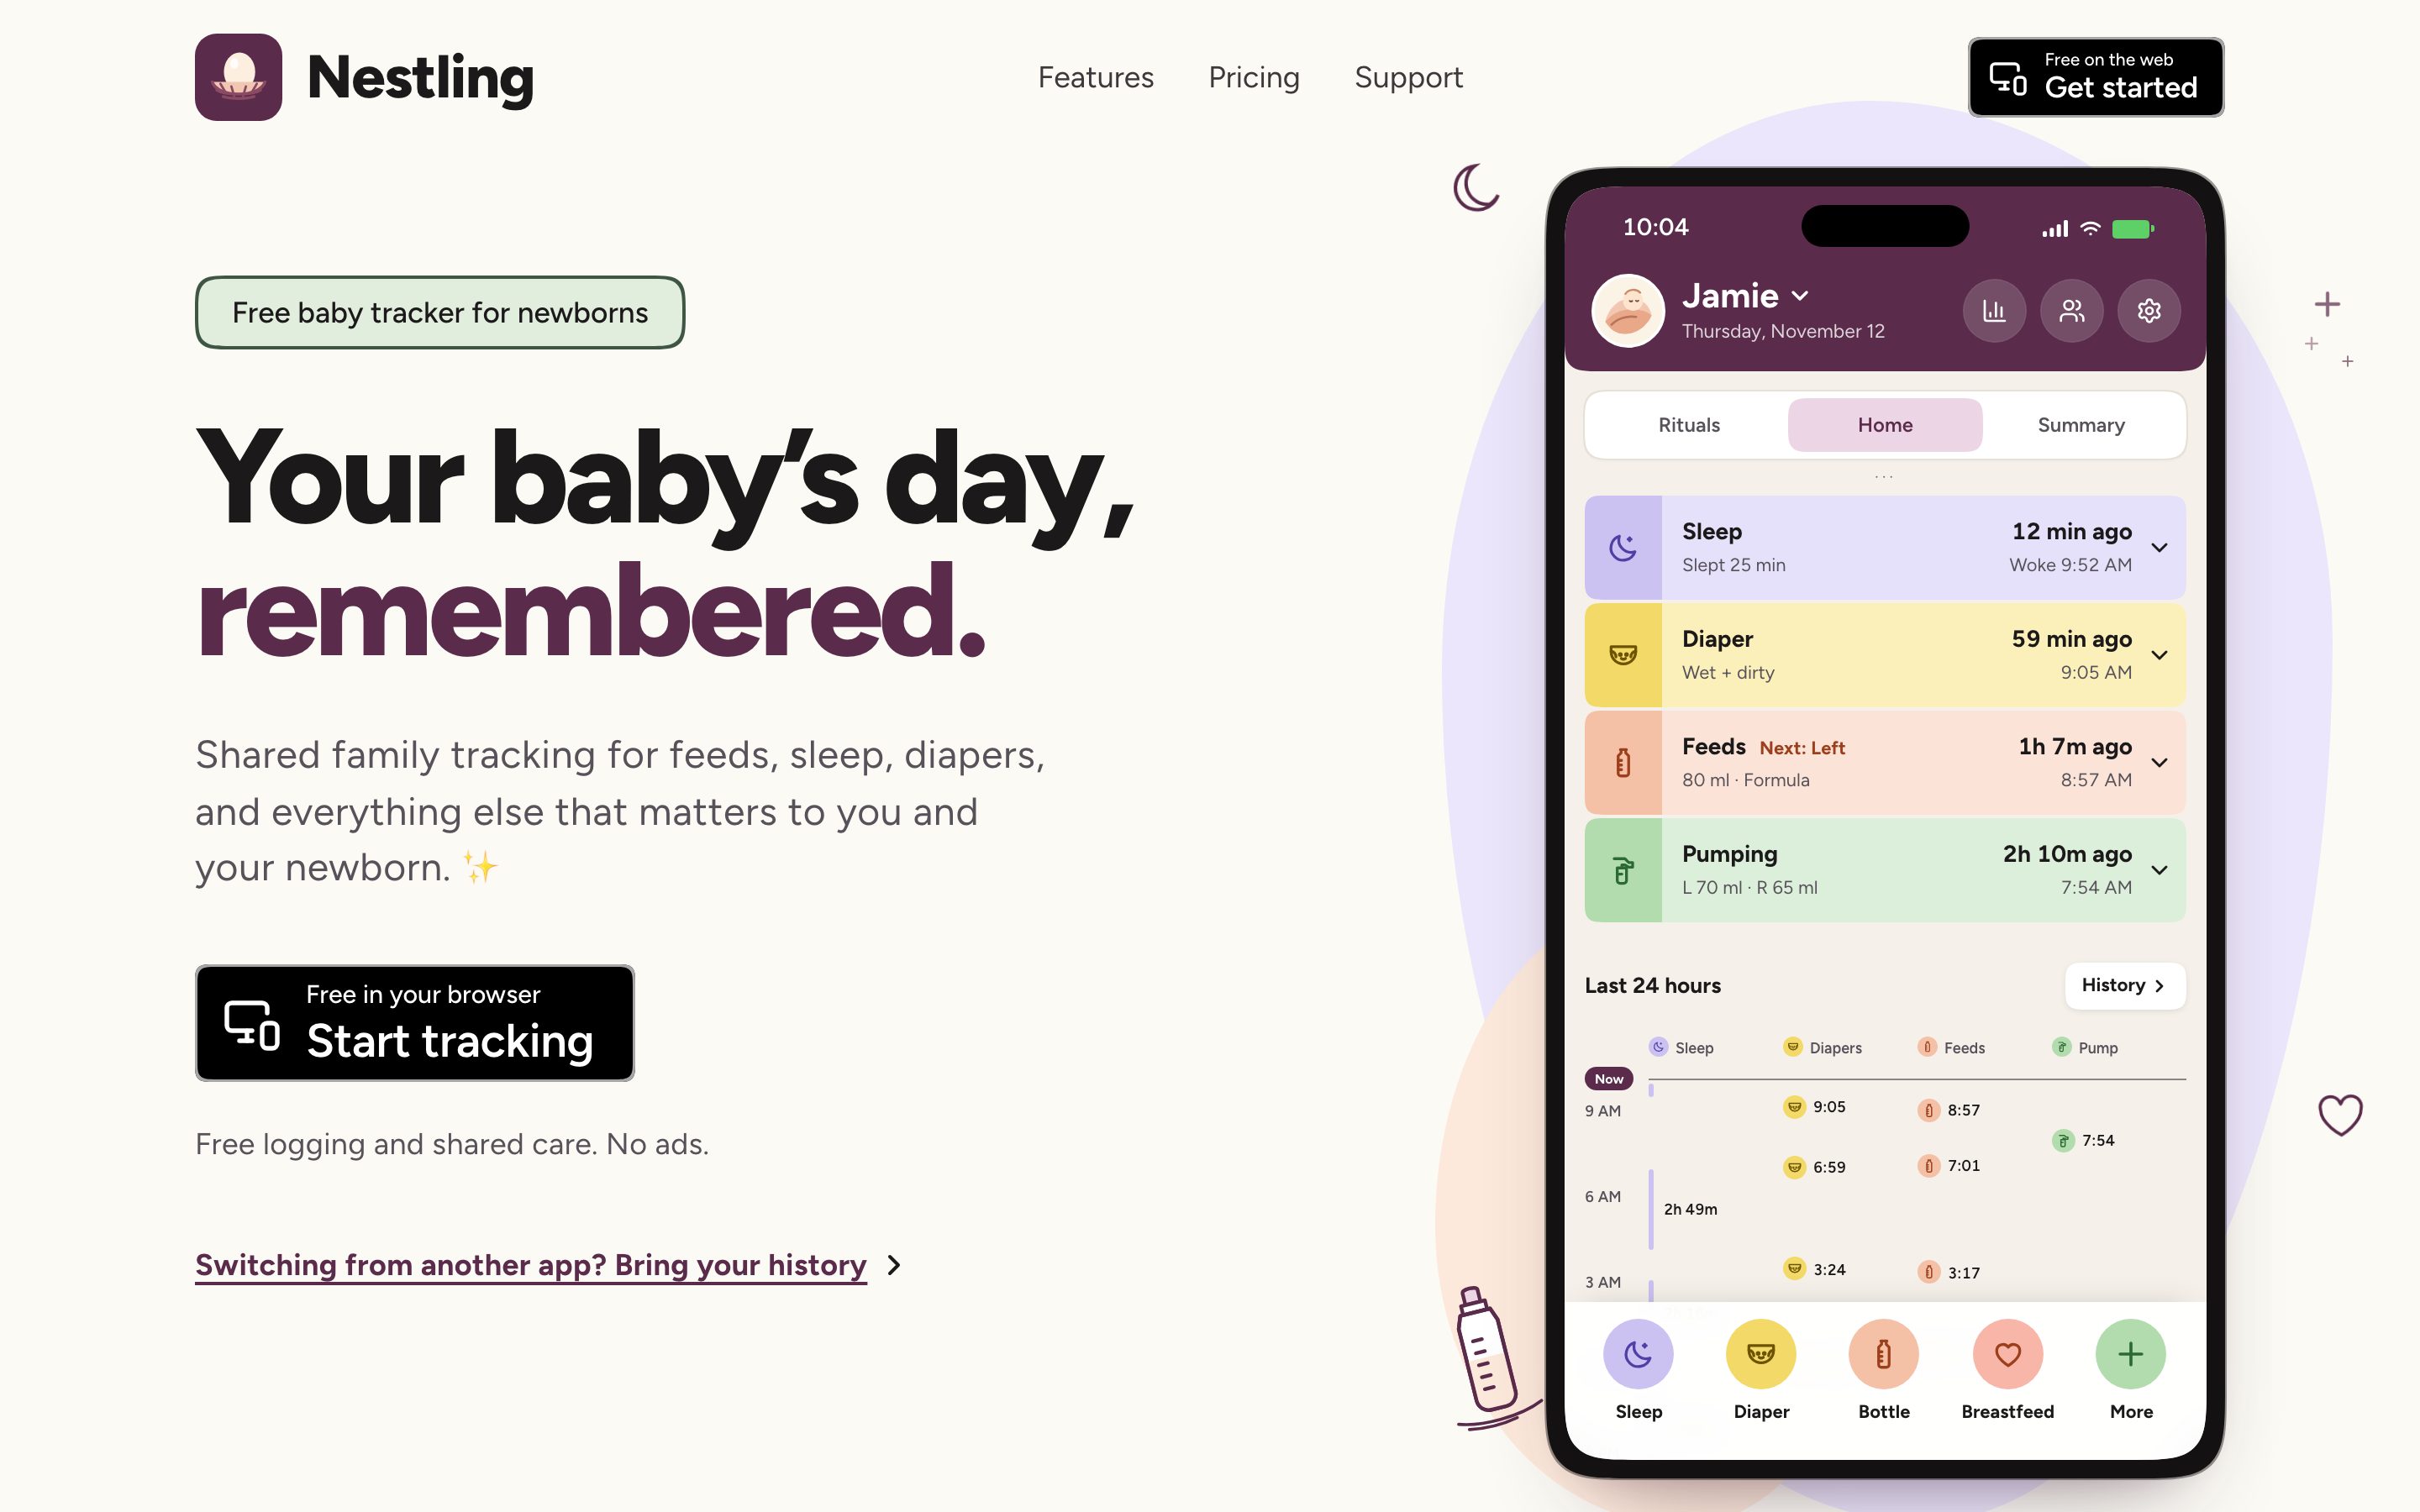 Nestling
Features
Pricing
Support
Free on the web
Get started
Free baby tracker for newborns
Your baby’s day,
remembered.
Shared family tracking for feeds, sleep, diapers,
and everything else that matters to you and
your newborn. ✨
Free in your browser
Start tracking
Free logging and shared care. No ads.
Switching from another app? Bring your history
10:04
Jamie
Thursday, November 12
Rituals
Home
Summary
...
Sleep
12 min ago
Slept 25 min
Woke 9:52 AM
Diaper
59 min ago
Wet + dirty
9:05 AM
Feeds Next: Left
1h 7m ago
80 ml · Formula
8:57 AM
Pumping
2h 10m ago
L 70 ml · R 65 ml
7:54 AM
Last 24 hours
History
Sleep
Diapers
Feeds
Pump
Now
9 AM
9:05
8:57
7:54
6:59
7:01
6 AM
2h 49m
3 AM
3:24
3:17
Sleep
Diaper
Bottle
Breastfeed
More